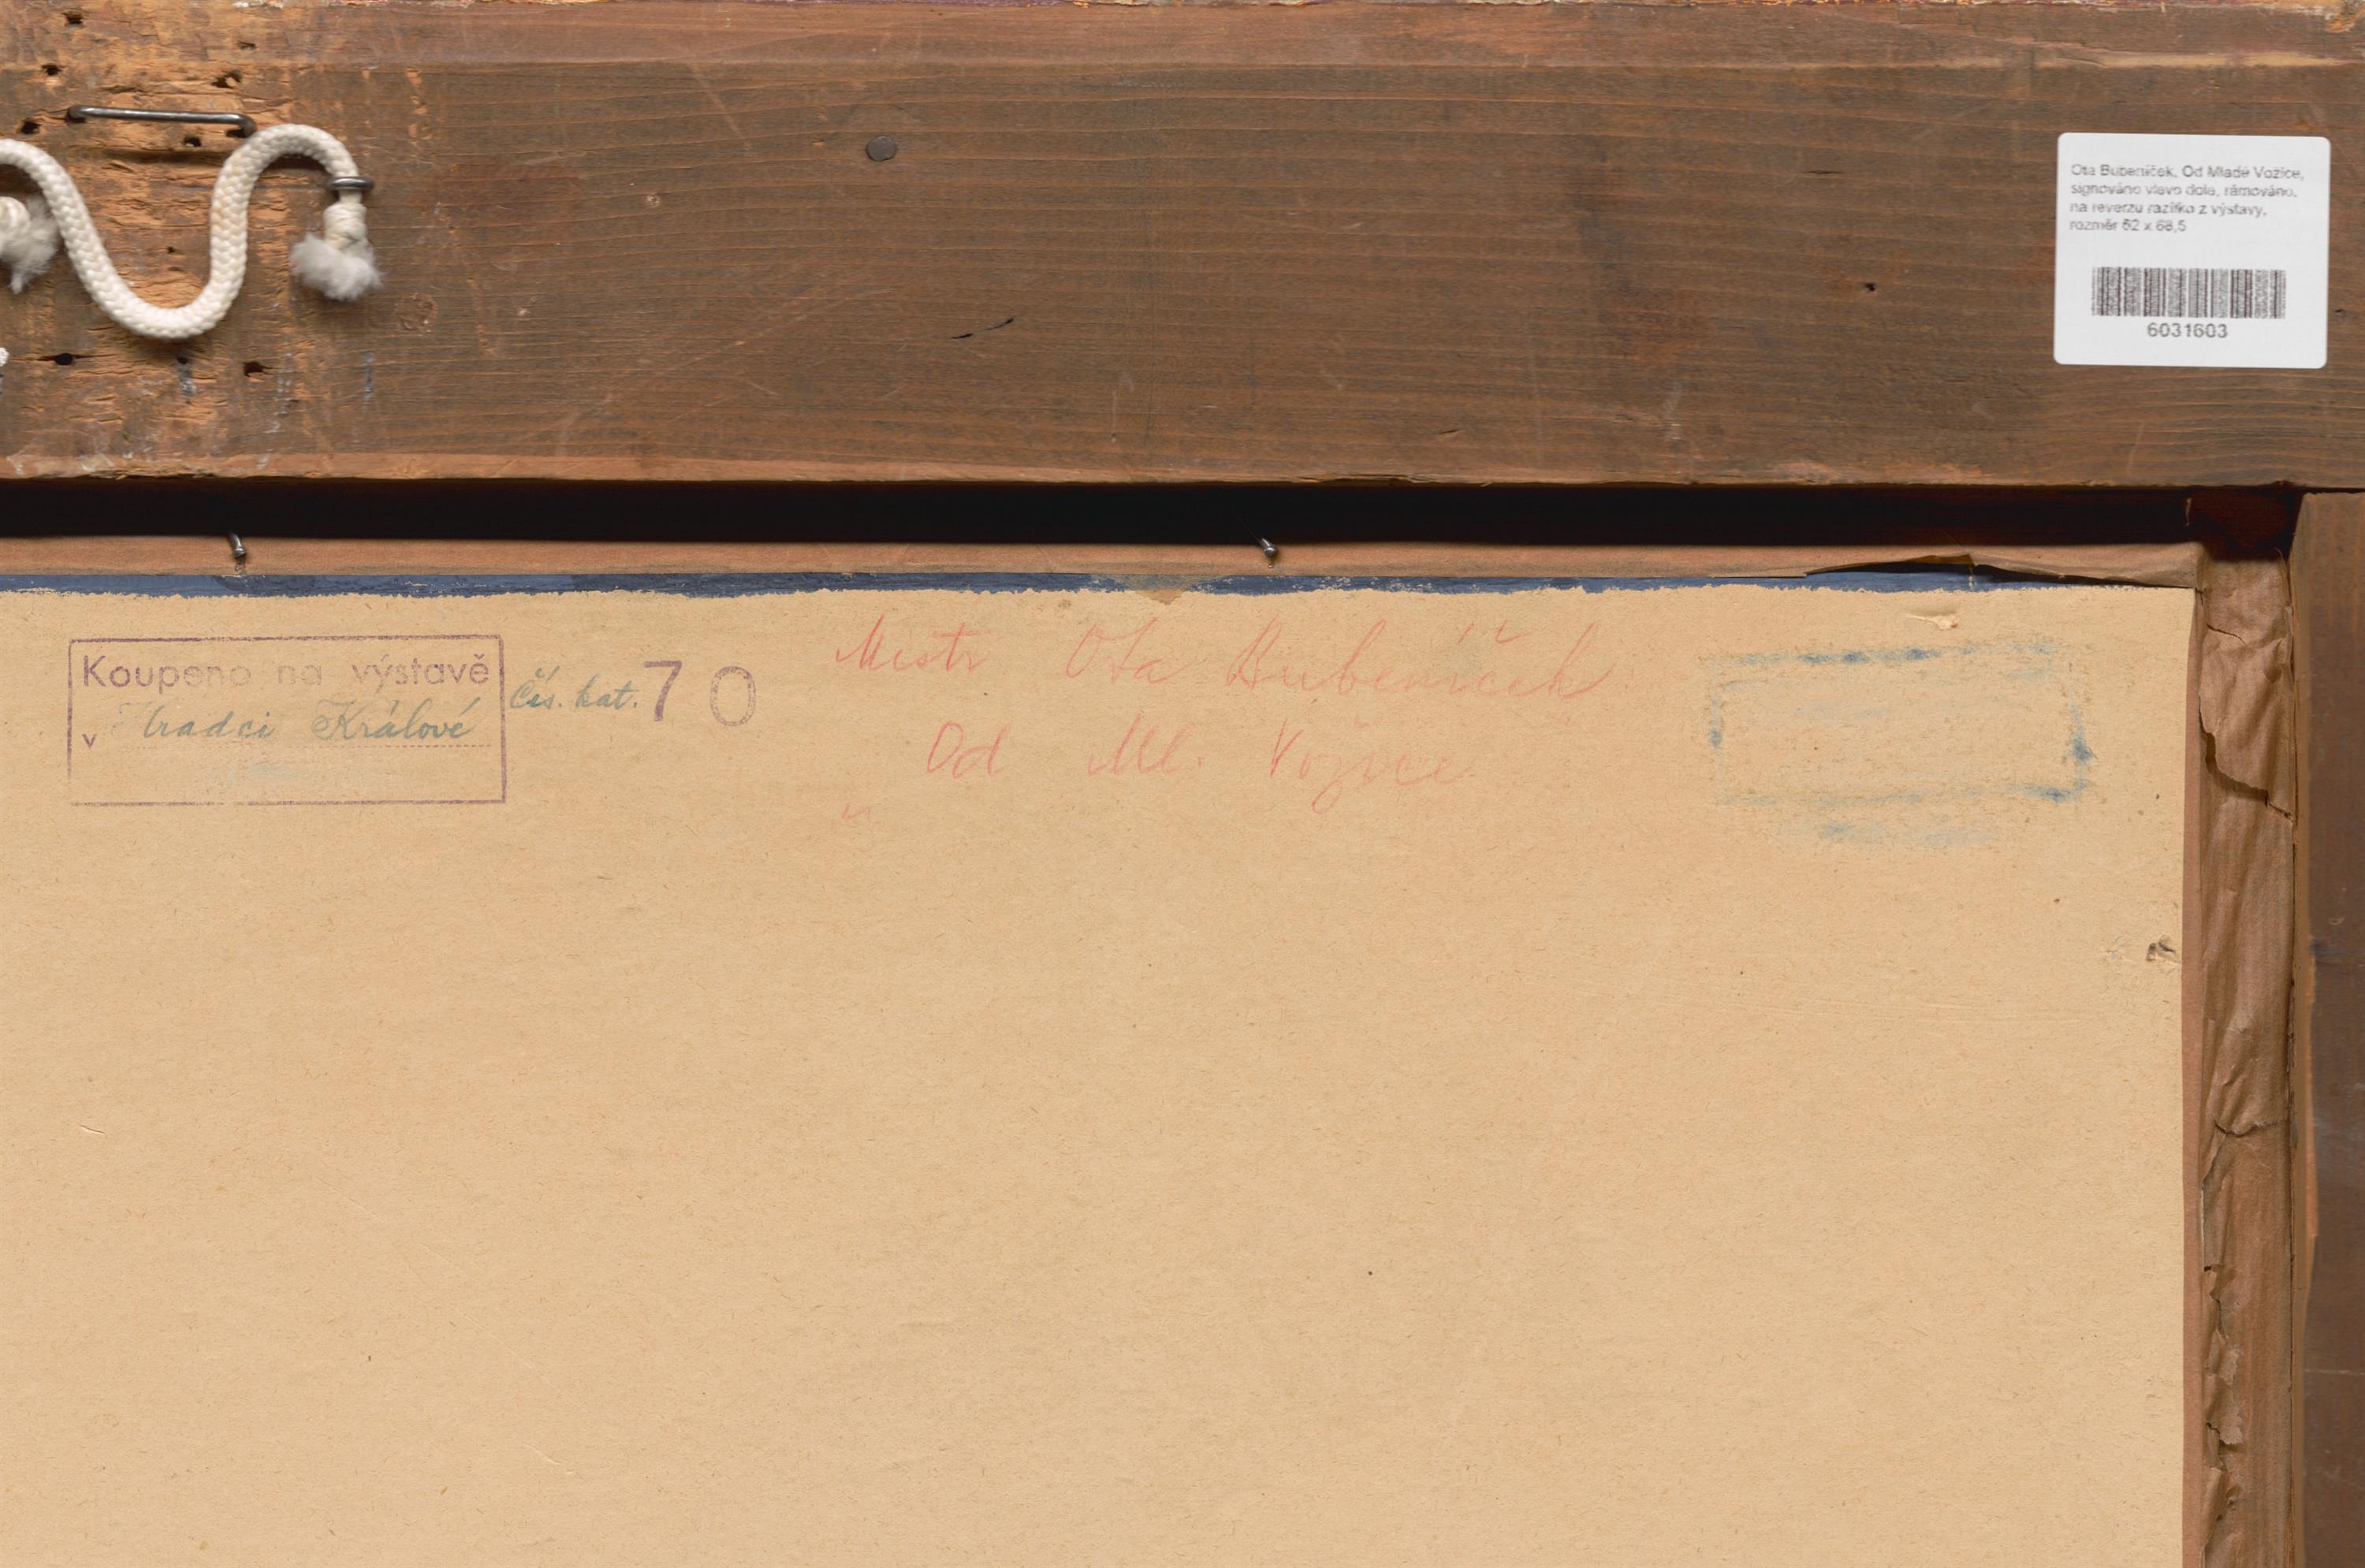 Ota Bubeníček, Od Mladé Vožice,
signováno vlevo dole, rámováno,
na reverzu razítko z výstavy,
rozměr 52 x 68,5
6031603
Koupeno na výstavě
v Hradci Králové
čís. kat. 70
Mistr Ota Bubeníček
Od Ml. Vožice